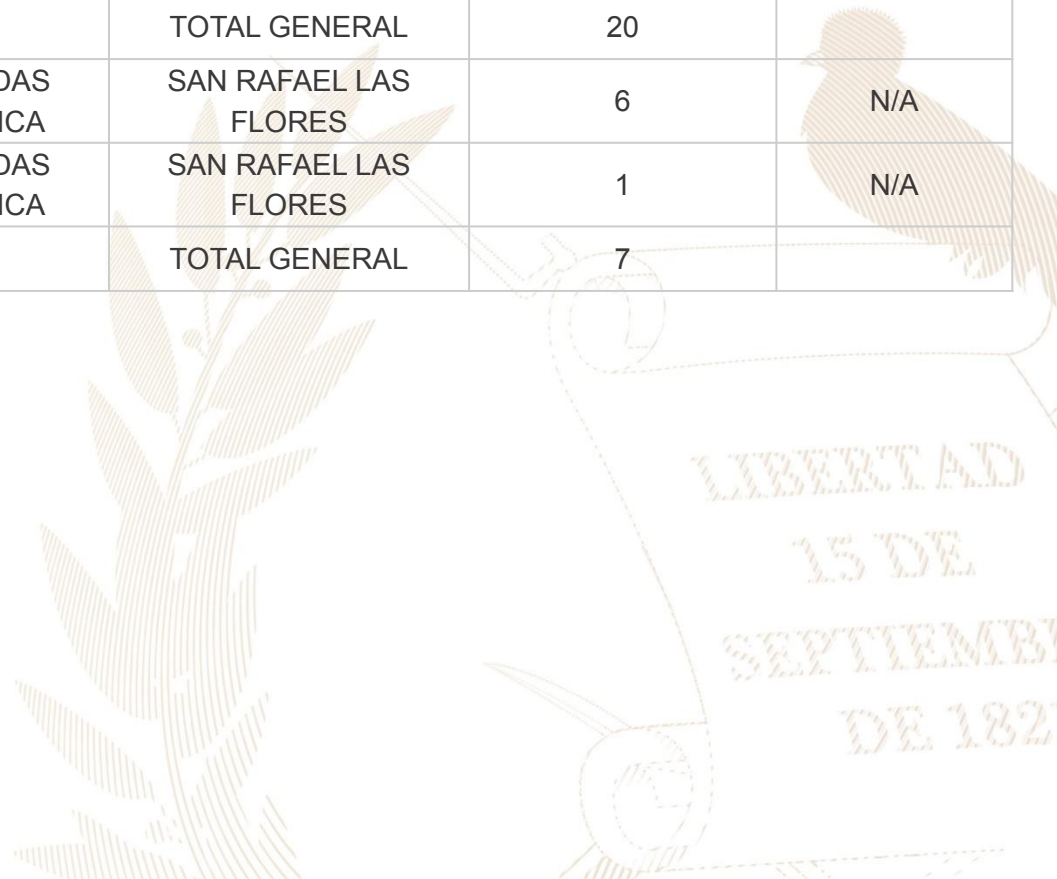 TOTAL GENERAL 20
DAS SAN RAFAEL LAS
ICA FLORES 6 N/A
DAS SAN RAFAEL LAS
ICA FLORES 1 N/A
TOTAL GENERAL 7
LIBERTAD
15 DE
SEPTIEMB
DE 182